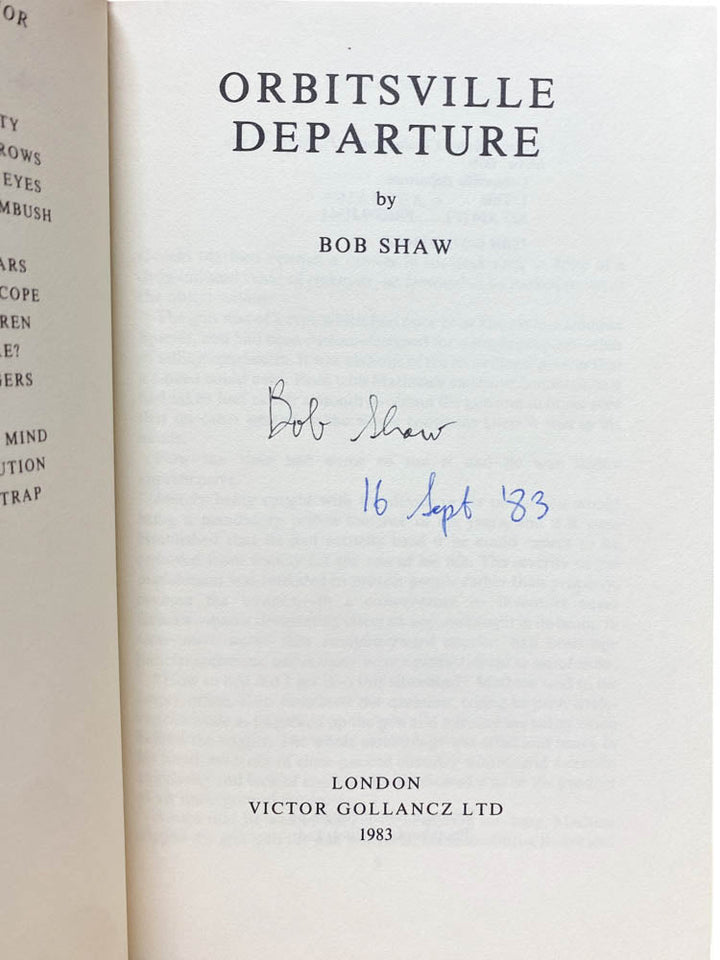 OR
TY
ROWS
EYES
MBUSH
ARS
COPE
REN
E?
GERS
MIND
UTION
TRAP
ORBITSVILLE
DEPARTURE
by
BOB SHAW
Bob Shaw
16 Sept '83
LONDON
VICTOR GOLLANCZ LTD
1983